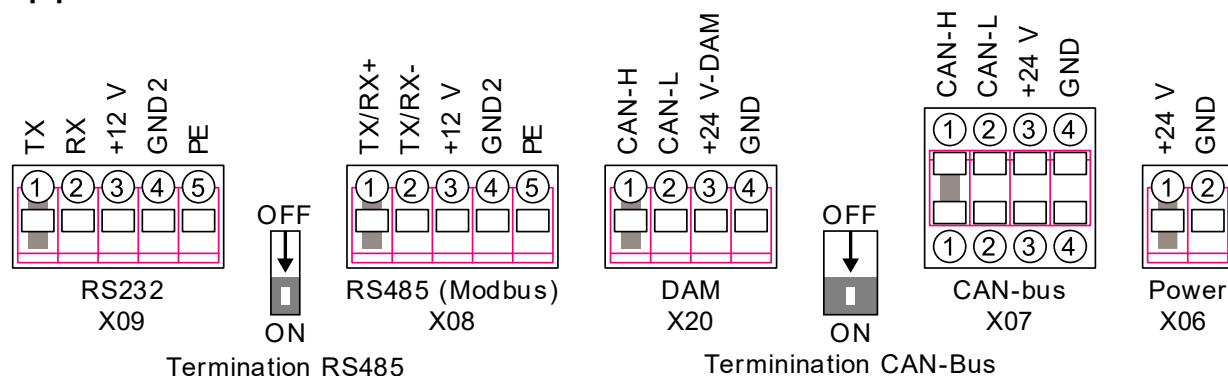 TX RX +12 V GND2 PE
1 2 3 4 5
RS232
X09
OFF
ON
Termination RS485
TX/RX+ TX/RX- +12 V GND2 PE
1 2 3 4 5
RS485 (Modbus)
X08
CAN-H CAN-L +24 V-DAM GND
1 2 3 4
DAM
X20
OFF
ON
Terminination CAN-Bus
CAN-H CAN-L +24 V GND
1 2 3 4
1 2 3 4
CAN-bus
X07
+24 V GND
1 2
Power
X06